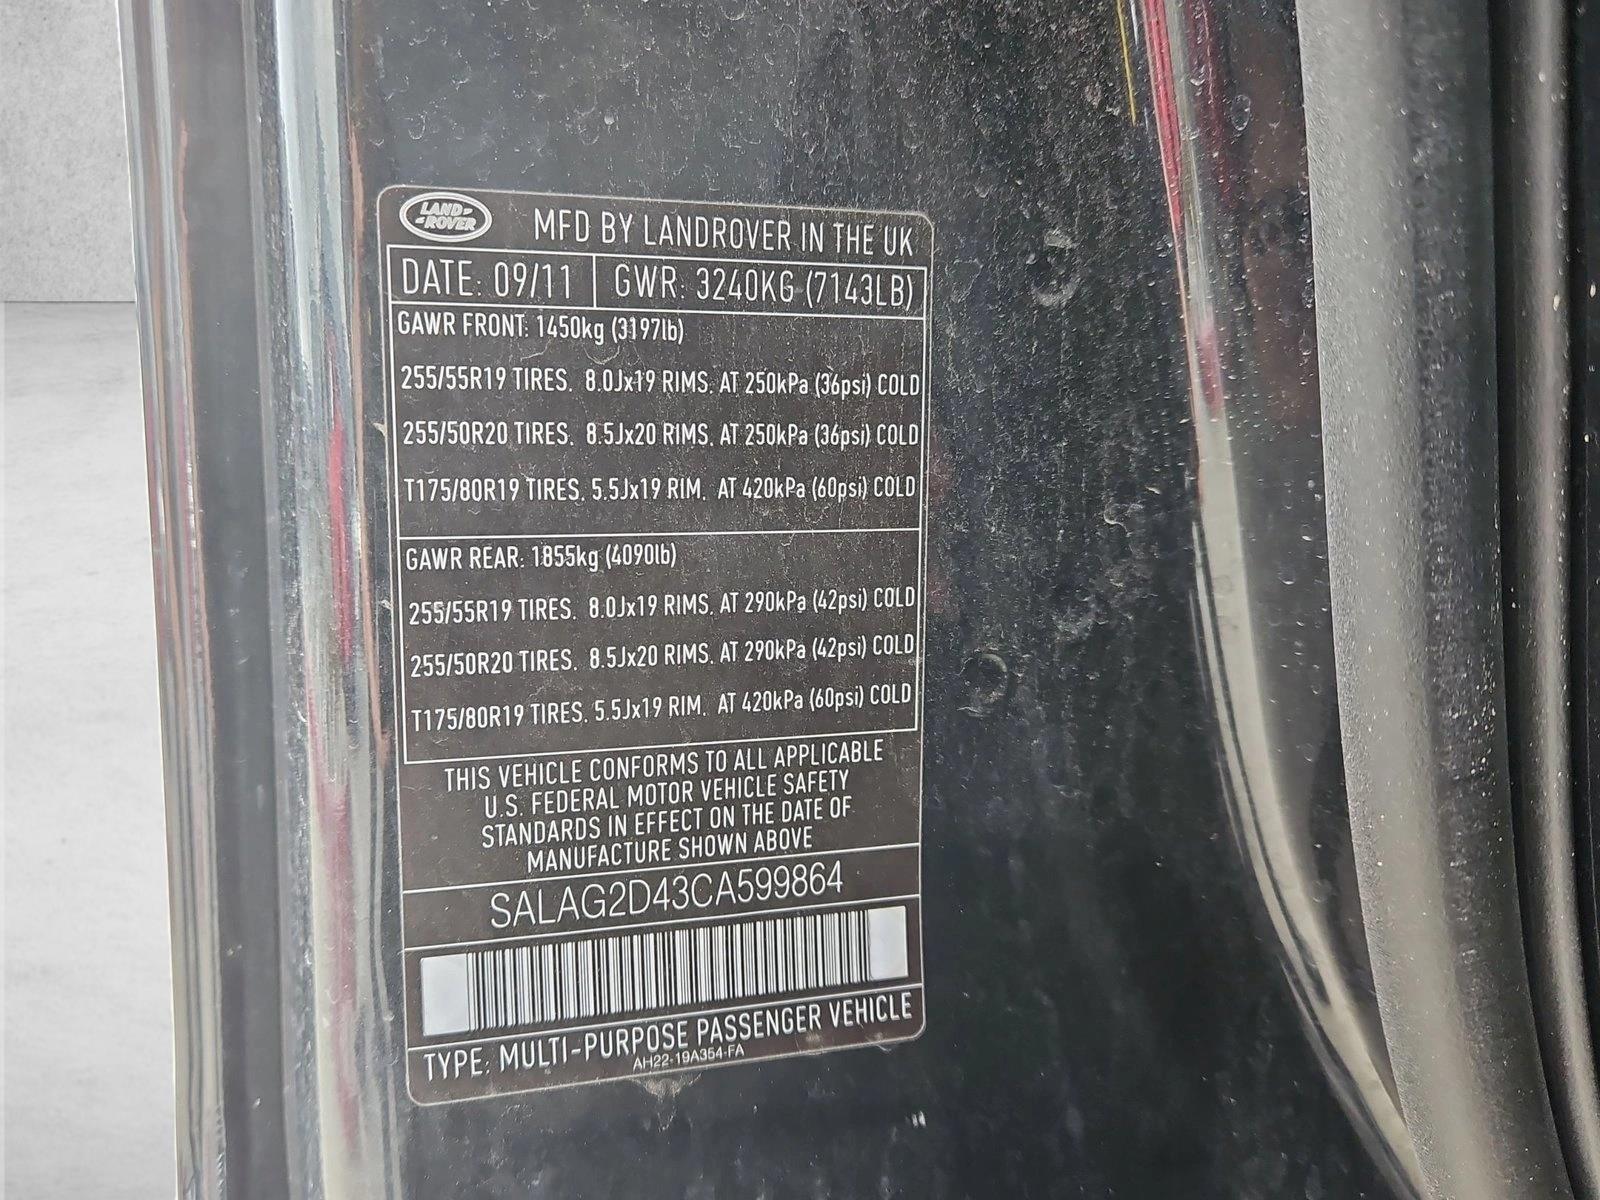 LAND-
-ROVER
MFD BY LANDROVER IN THE UK
DATE: 09/11 GWR: 3240KG (7143LB)
GAWR FRONT: 1450kg (3197lb)
255/55R19 TIRES. 8.0Jx19 RIMS. AT 250kPa (36psi) COLD
255/50R20 TIRES. 8.5Jx20 RIMS. AT 250kPa (36psi) COLD
T175/80R19 TIRES. 5.5Jx19 RIM. AT 420kPa (60psi) COLD
GAWR REAR: 1855kg (4090lb)
255/55R19 TIRES. 8.0Jx19 RIMS. AT 290kPa (42psi) COLD
255/50R20 TIRES. 8.5Jx20 RIMS. AT 290kPa (42psi) COLD
T175/80R19 TIRES. 5.5Jx19 RIM. AT 420kPa (60psi) COLD
THIS VEHICLE CONFORMS TO ALL APPLICABLE
U.S. FEDERAL MOTOR VEHICLE SAFETY
STANDARDS IN EFFECT ON THE DATE OF
MANUFACTURE SHOWN ABOVE
SALAG2D43CA599864
TYPE: MULTI-PURPOSE PASSENGER VEHICLE
AH22-19A354-FA